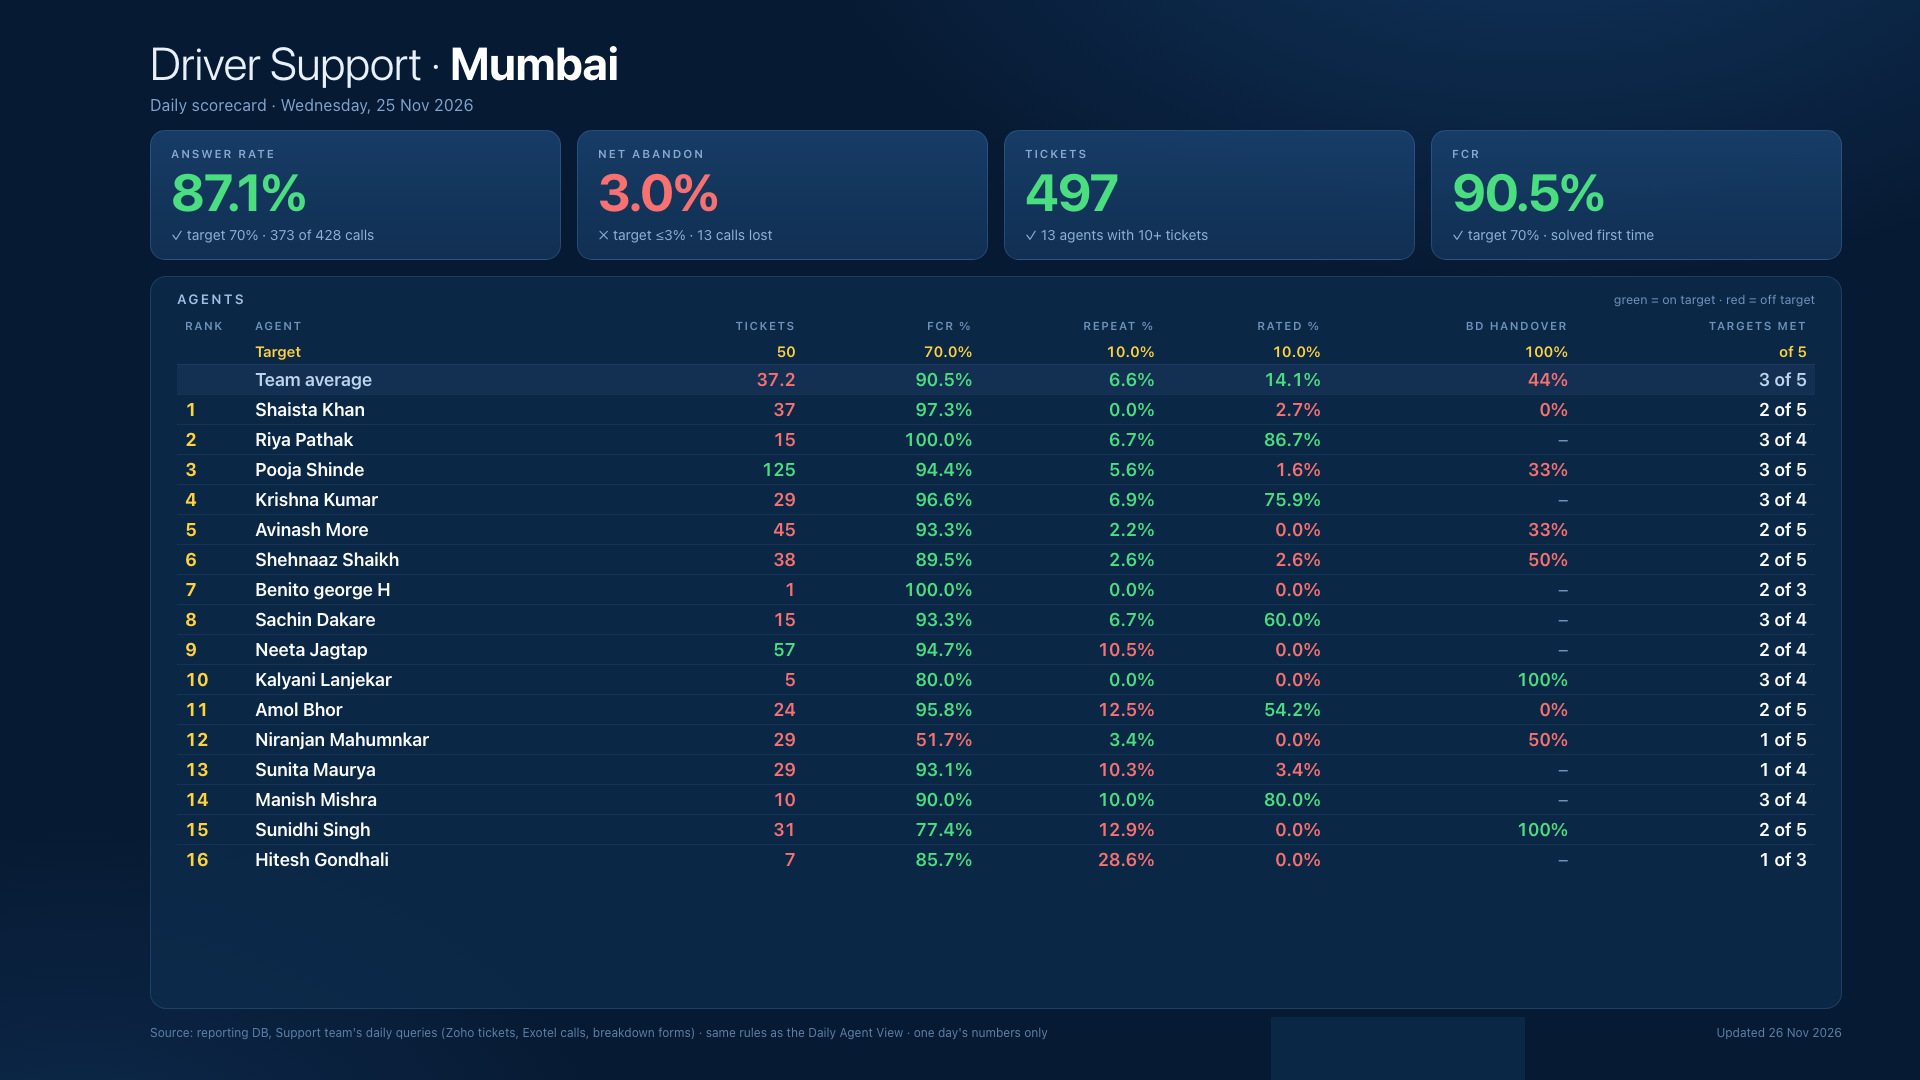 Driver Support · Mumbai
Daily scorecard · Wednesday, 25 Nov 2026
ANSWER RATE
87.1%
✓ target 70% · 373 of 428 calls
NET ABANDON
3.0%
✕ target ≤3% · 13 calls lost
TICKETS
497
✓ 13 agents with 10+ tickets
FCR
90.5%
✓ target 70% · solved first time
AGENTS
green = on target · red = off target
RANK AGENT TICKETS FCR % REPEAT % RATED % BD HANDOVER TARGETS MET
Target 50 70.0% 10.0% 10.0% 100% of 5
Team average 37.2 90.5% 6.6% 14.1% 44% 3 of 5
1 Shaista Khan 37 97.3% 0.0% 2.7% 0% 2 of 5
2 Riya Pathak 15 100.0% 6.7% 86.7% – 3 of 4
3 Pooja Shinde 125 94.4% 5.6% 1.6% 33% 3 of 5
4 Krishna Kumar 29 96.6% 6.9% 75.9% – 3 of 4
5 Avinash More 45 93.3% 2.2% 0.0% 33% 2 of 5
6 Shehnaaz Shaikh 38 89.5% 2.6% 2.6% 50% 2 of 5
7 Benito george H 1 100.0% 0.0% 0.0% – 2 of 3
8 Sachin Dakare 15 93.3% 6.7% 60.0% – 3 of 4
9 Neeta Jagtap 57 94.7% 10.5% 0.0% – 2 of 4
10 Kalyani Lanjekar 5 80.0% 0.0% 0.0% 100% 3 of 4
11 Amol Bhor 24 95.8% 12.5% 54.2% 0% 2 of 5
12 Niranjan Mahumnkar 29 51.7% 3.4% 0.0% 50% 1 of 5
13 Sunita Maurya 29 93.1% 10.3% 3.4% – 1 of 4
14 Manish Mishra 10 90.0% 10.0% 80.0% – 3 of 4
15 Sunidhi Singh 31 77.4% 12.9% 0.0% 100% 2 of 5
16 Hitesh Gondhali 7 85.7% 28.6% 0.0% – 1 of 3
Source: reporting DB, Support team's daily queries (Zoho tickets, Exotel calls, breakdown forms) · same rules as the Daily Agent View · one day's numbers only
Updated 26 Nov 2026